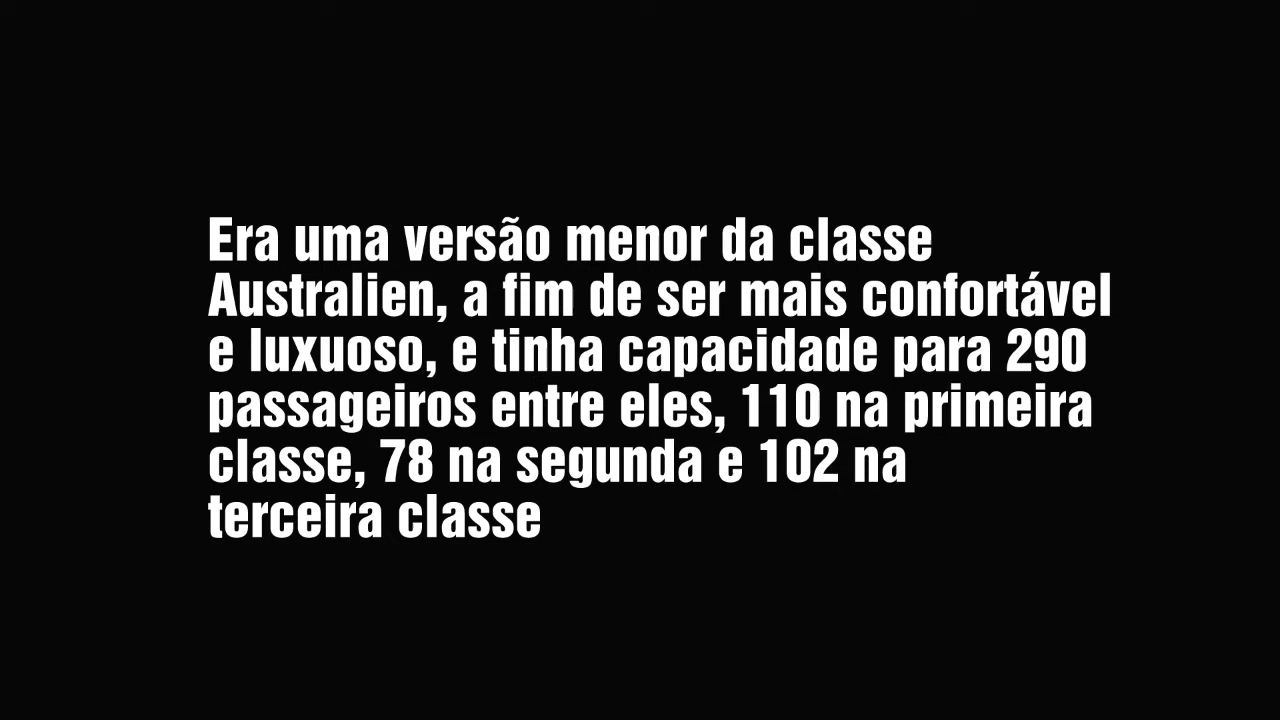 Era uma versão menor da classe
Australien, a fim de ser mais confortável
e luxuoso, e tinha capacidade para 290
passageiros entre eles, 110 na primeira
classe, 78 na segunda e 102 na
terceira classe